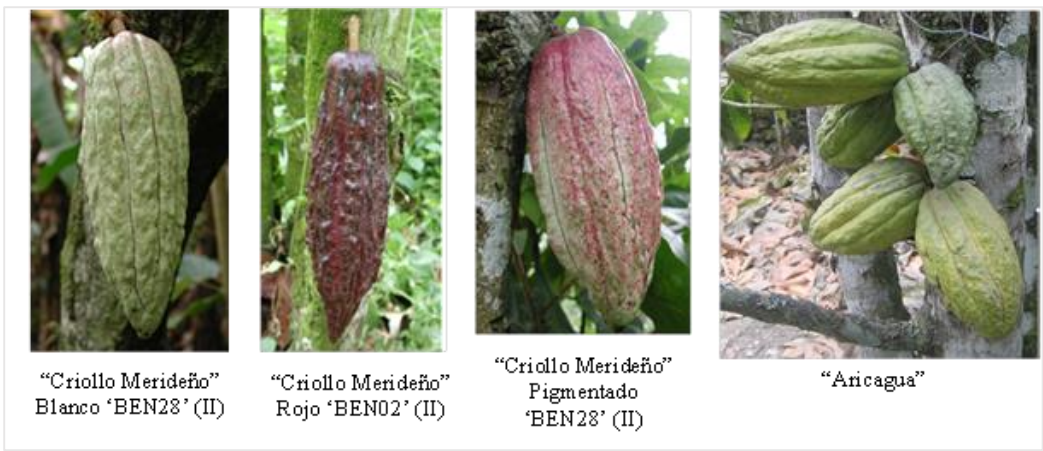 “Criollo Merideño”
Blanco ‘BEN28’ (II)
“Criollo Merideño”
Rojo ‘BEN02’ (II)
“Criollo Merideño”
Pigmentado
‘BEN28’ (II)
“Aricagua”